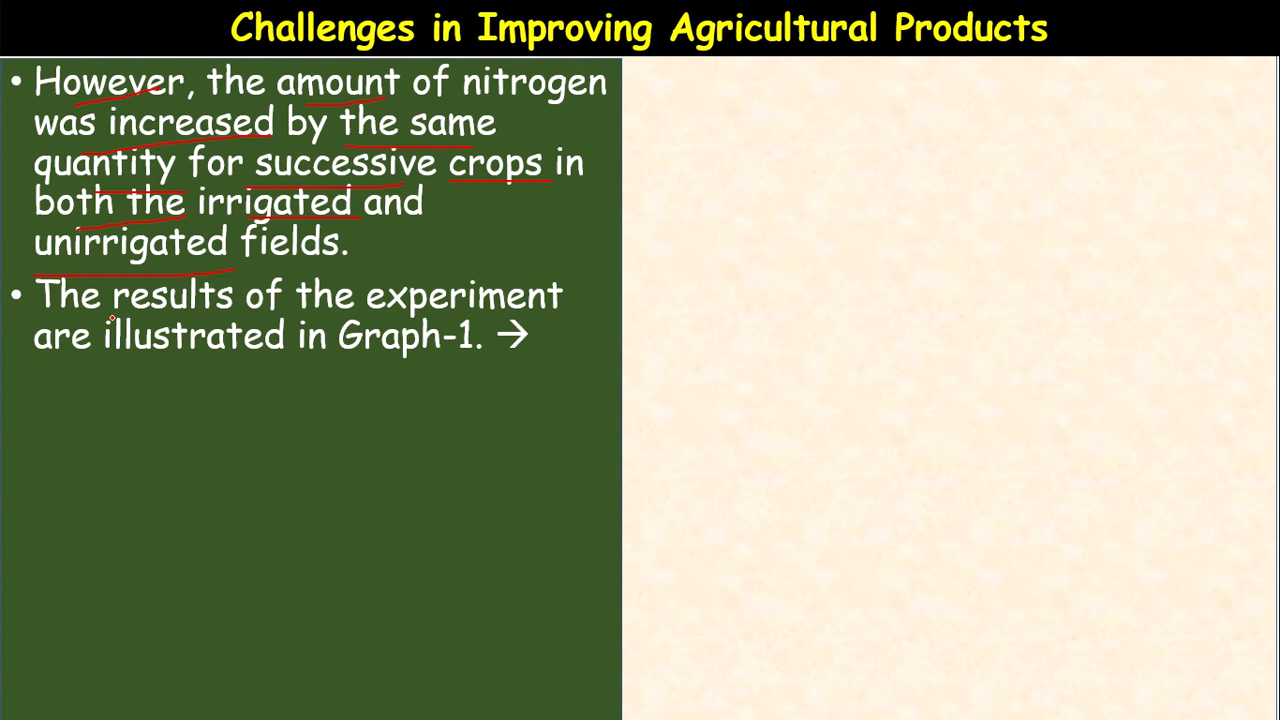 Challenges in Improving Agricultural Products
• However, the amount of nitrogen
was increased by the same
quantity for successive crops in
both the irrigated and
unirrigated fields.
• The results of the experiment
are illustrated in Graph-1. →